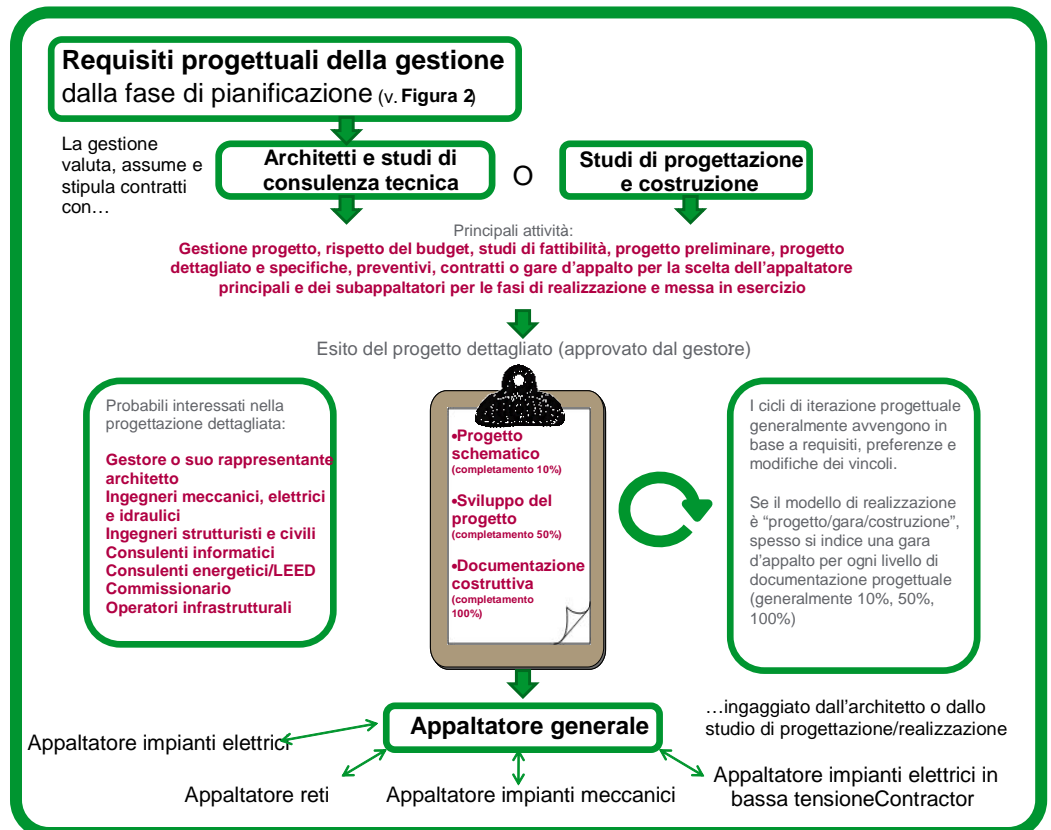 Requisiti progettuali della gestione
dalla fase di pianificazione (v. Figura 2)
La gestione
valuta, assume e
stipula contratti
con…
Architetti e studi di
consulenza tecnica
O
Studi di progettazione
e costruzione
Principali attività:
Gestione progetto, rispetto del budget, studi di fattibilità, progetto preliminare, progetto
dettagliato e specifiche, preventivi, contratti o gare d'appalto per la scelta dell'appaltatore
principali e dei subappaltatori per le fasi di realizzazione e messa in esercizio
Esito del progetto dettagliato (approvato dal gestore)
Probabili interessati nella
progettazione dettagliata:
Gestore o suo rappresentante
architetto
Ingegneri meccanici, elettrici
e idraulici
Ingegneri strutturisti e civili
Consulenti informatici
Consulenti energetici/LEED
Commissionario
Operatori infrastrutturali
•Progetto
schematico
(completamento 10%)
•Sviluppo del
progetto
(completamento 50%)
•Documentazione
costruttiva
(completamento
100%)
I cicli di iterazione progettuale
generalmente avvengono in
base a requisiti, preferenze e
modifiche dei vincoli.
Se il modello di realizzazione
è “progetto/gara/costruzione”,
spesso si indice una gara
d'appalto per ogni livello di
documentazione progettuale
(generalmente 10%, 50%,
100%)
Appaltatore generale
…ingaggiato dall'architetto o dallo
studio di progettazione/realizzazione
Appaltatore impianti elettrici
Appaltatore reti
Appaltatore impianti meccanici
Appaltatore impianti elettrici in
bassa tensioneContractor